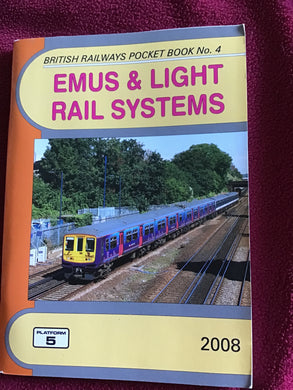 BRITISH RAILWAYS POCKET BOOK No. 4
EMUS & LIGHT
RAIL SYSTEMS
PLATFORM
5
2008